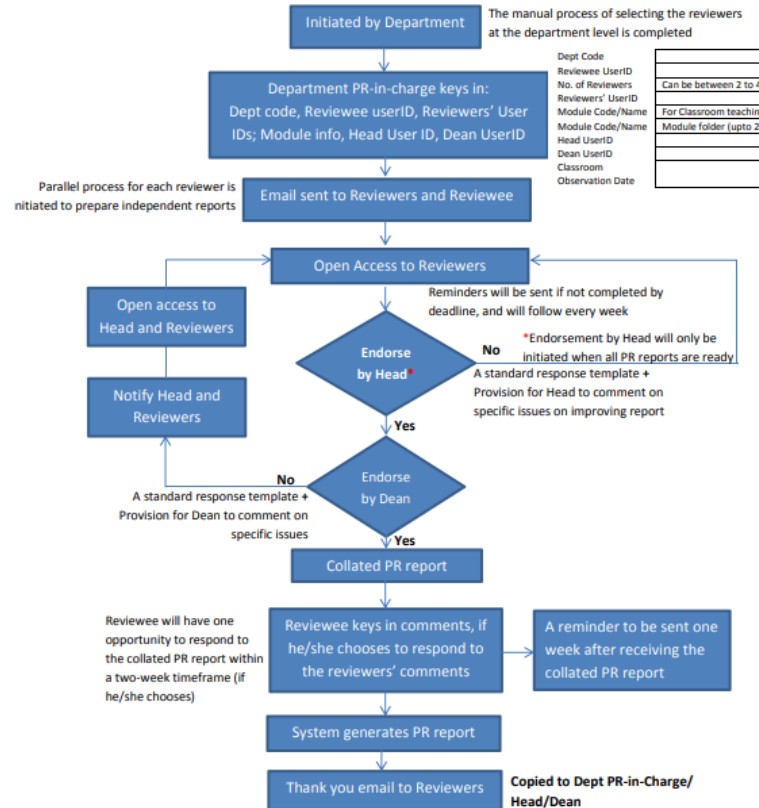 Initiated by Department
The manual process of selecting the reviewers
at the department level is completed
Dept Code
Reviewee UserID
No. of Reviewers Can be between 2 to 4
Reviewers' UserID
Module Code/Name For Classroom teaching
Module Code/Name Module folder (upto 2
Head UserID
Dean UserID
Classroom
Observation Date
Department PR-in-charge keys in:
Dept code, Reviewee userID, Reviewers' User
IDs; Module info, Head User ID, Dean UserID
Parallel process for each reviewer is
nitiated to prepare independent reports
Email sent to Reviewers and Reviewee
Open Access to Reviewers
Open access to
Head and Reviewers
Reminders will be sent if not completed by
deadline, and will follow every week
Endorse
by Head*
No
*Endorsement by Head will only be
initiated when all PR reports are ready
A standard response template +
Provision for Head to comment on
specific issues on improving report
Notify Head and
Reviewers
Yes
Endorse
by Dean
No
A standard response template +
Provision for Dean to comment on
specific issues
Yes
Collated PR report
Reviewee will have one
opportunity to respond to
the collated PR report within
a two-week timeframe (if
he/she chooses)
Reviewee keys in comments, if
he/she chooses to respond to
the reviewers' comments
A reminder to be sent one
week after receiving the
collated PR report
System generates PR report
Thank you email to Reviewers
Copied to Dept PR-in-Charge/
Head/Dean